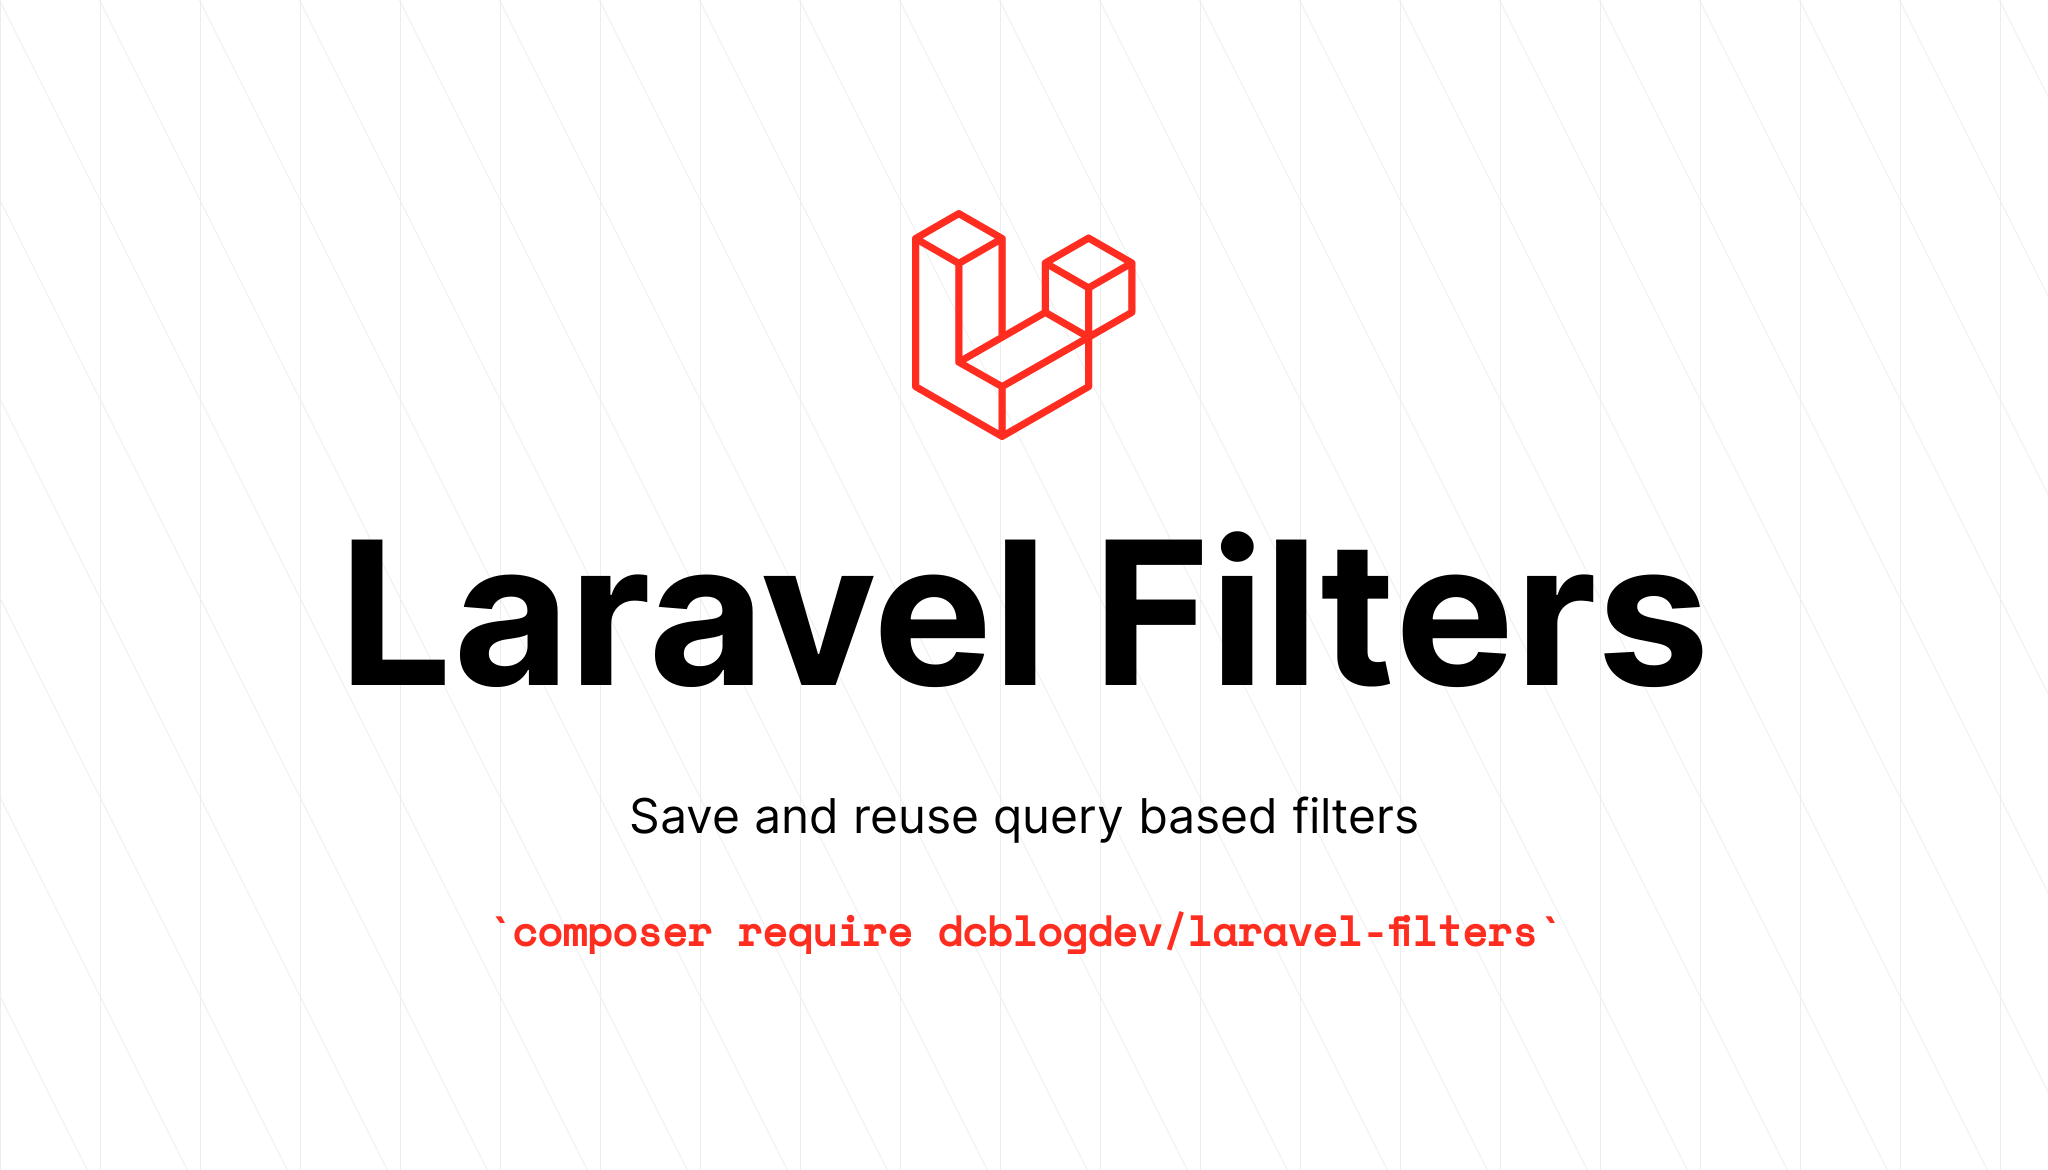 Laravel Filters
Save and reuse query based filters
`composer require dcblogdev/laravel-filters`